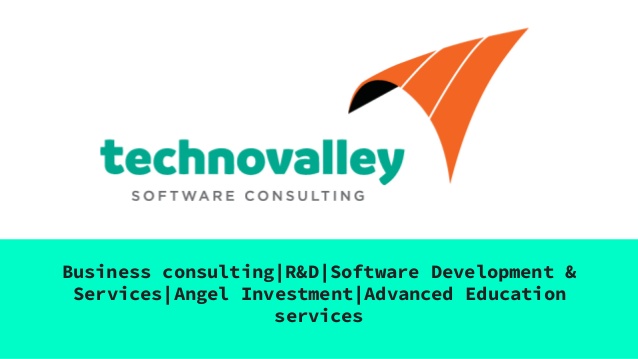 technovalley
SOFTWARE CONSULTING
Business consulting|R&D|Software Development &
Services|Angel Investment|Advanced Education
services